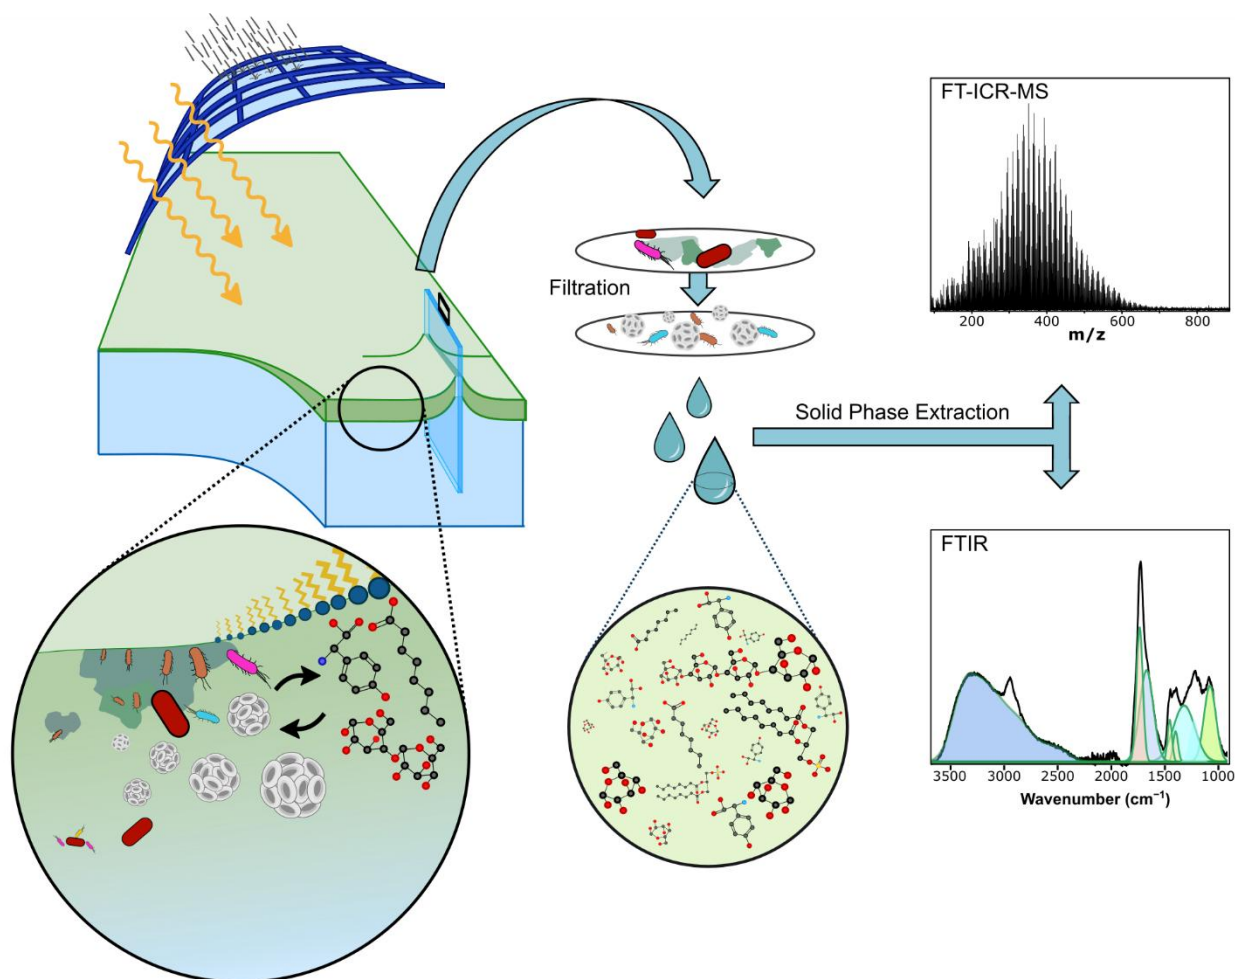 FT-ICR-MS
200 400 600 800
m/z
Filtration
Solid Phase Extraction
FTIR
3500 3000 2500 2000 1500 1000
Wavenumber (cm⁻¹)